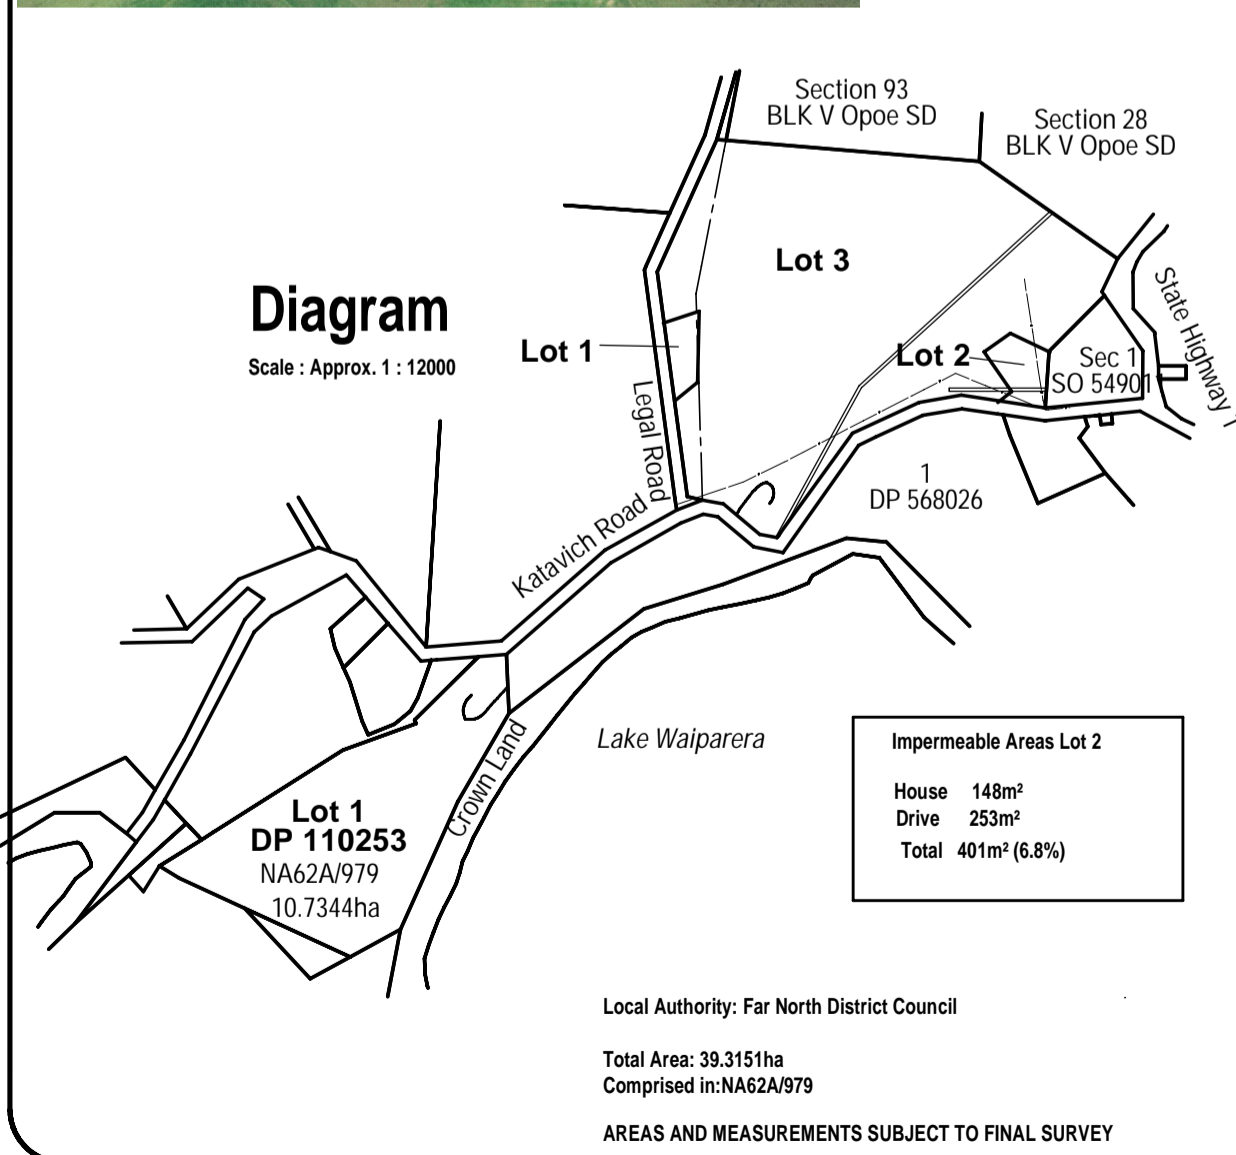 Section 93
BLK V Opoe SD
Section 28
BLK V Opoe SD
Lot 3
Diagram
Scale : Approx. 1 : 12000
Lot 1
Lot 2
Sec 1
SO 54901
State Highway 1
Legal Road
1
DP 568026
Katavich Road
Lake Waiparera
Crown Land
Lot 1
DP 110253
NA62A/979
10.7344ha
Impermeable Areas Lot 2
House 148m²
Drive 253m²
Total 401m² (6.8%)
Local Authority: Far North District Council
Total Area: 39.3151ha
Comprised in:NA62A/979
AREAS AND MEASUREMENTS SUBJECT TO FINAL SURVEY